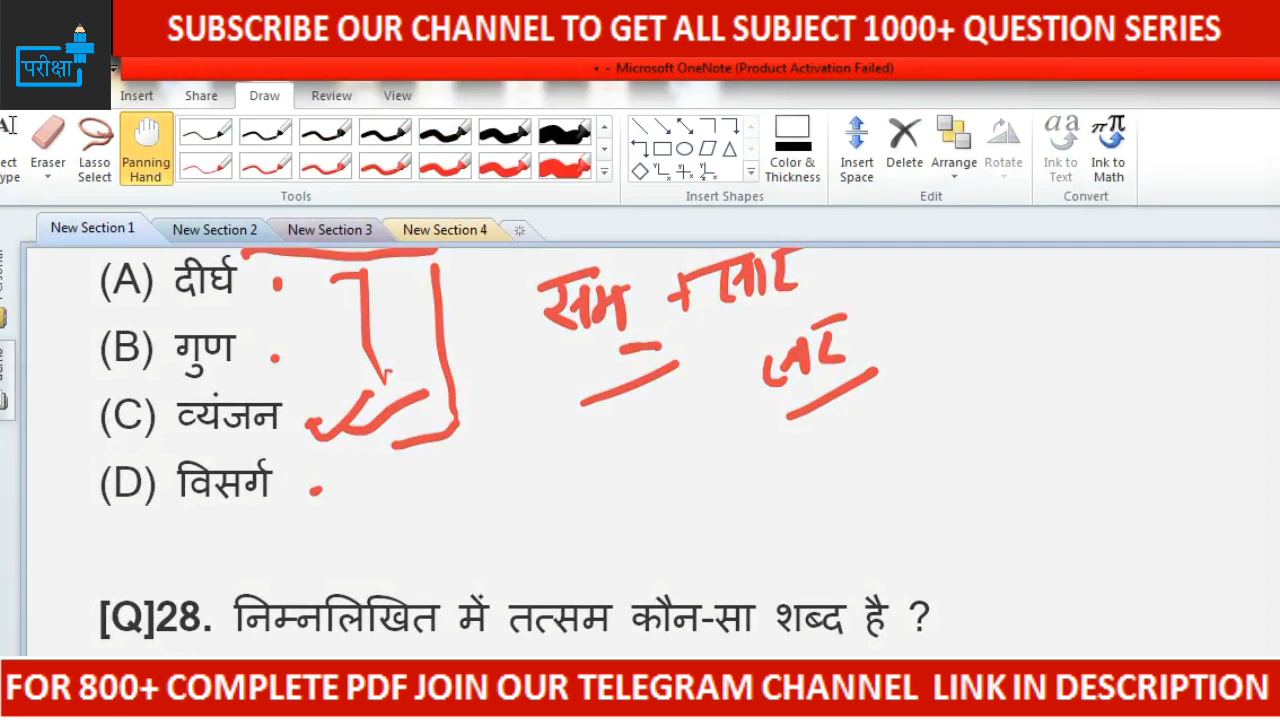 SUBSCRIBE OUR CHANNEL TO GET ALL SUBJECT 1000+ QUESTION SERIES
परीक्षा
- Microsoft OneNote (Product Activation Failed)
Insert Share Draw Review View
Eraser Lasso Select Panning Hand Color & Thickness Insert Space Delete Arrange Rotate Ink to Text Ink to Math
Tools Insert Shapes Edit Convert
New Section 1 New Section 2 New Section 3 New Section 4
(A) दीर्घ
सम +
(B) गुण
(C) व्यंजन
(D) विसर्ग
[Q]28. निम्नलिखित में तत्सम कौन-सा शब्द है ?
FOR 800+ COMPLETE PDF JOIN OUR TELEGRAM CHANNEL LINK IN DESCRIPTION